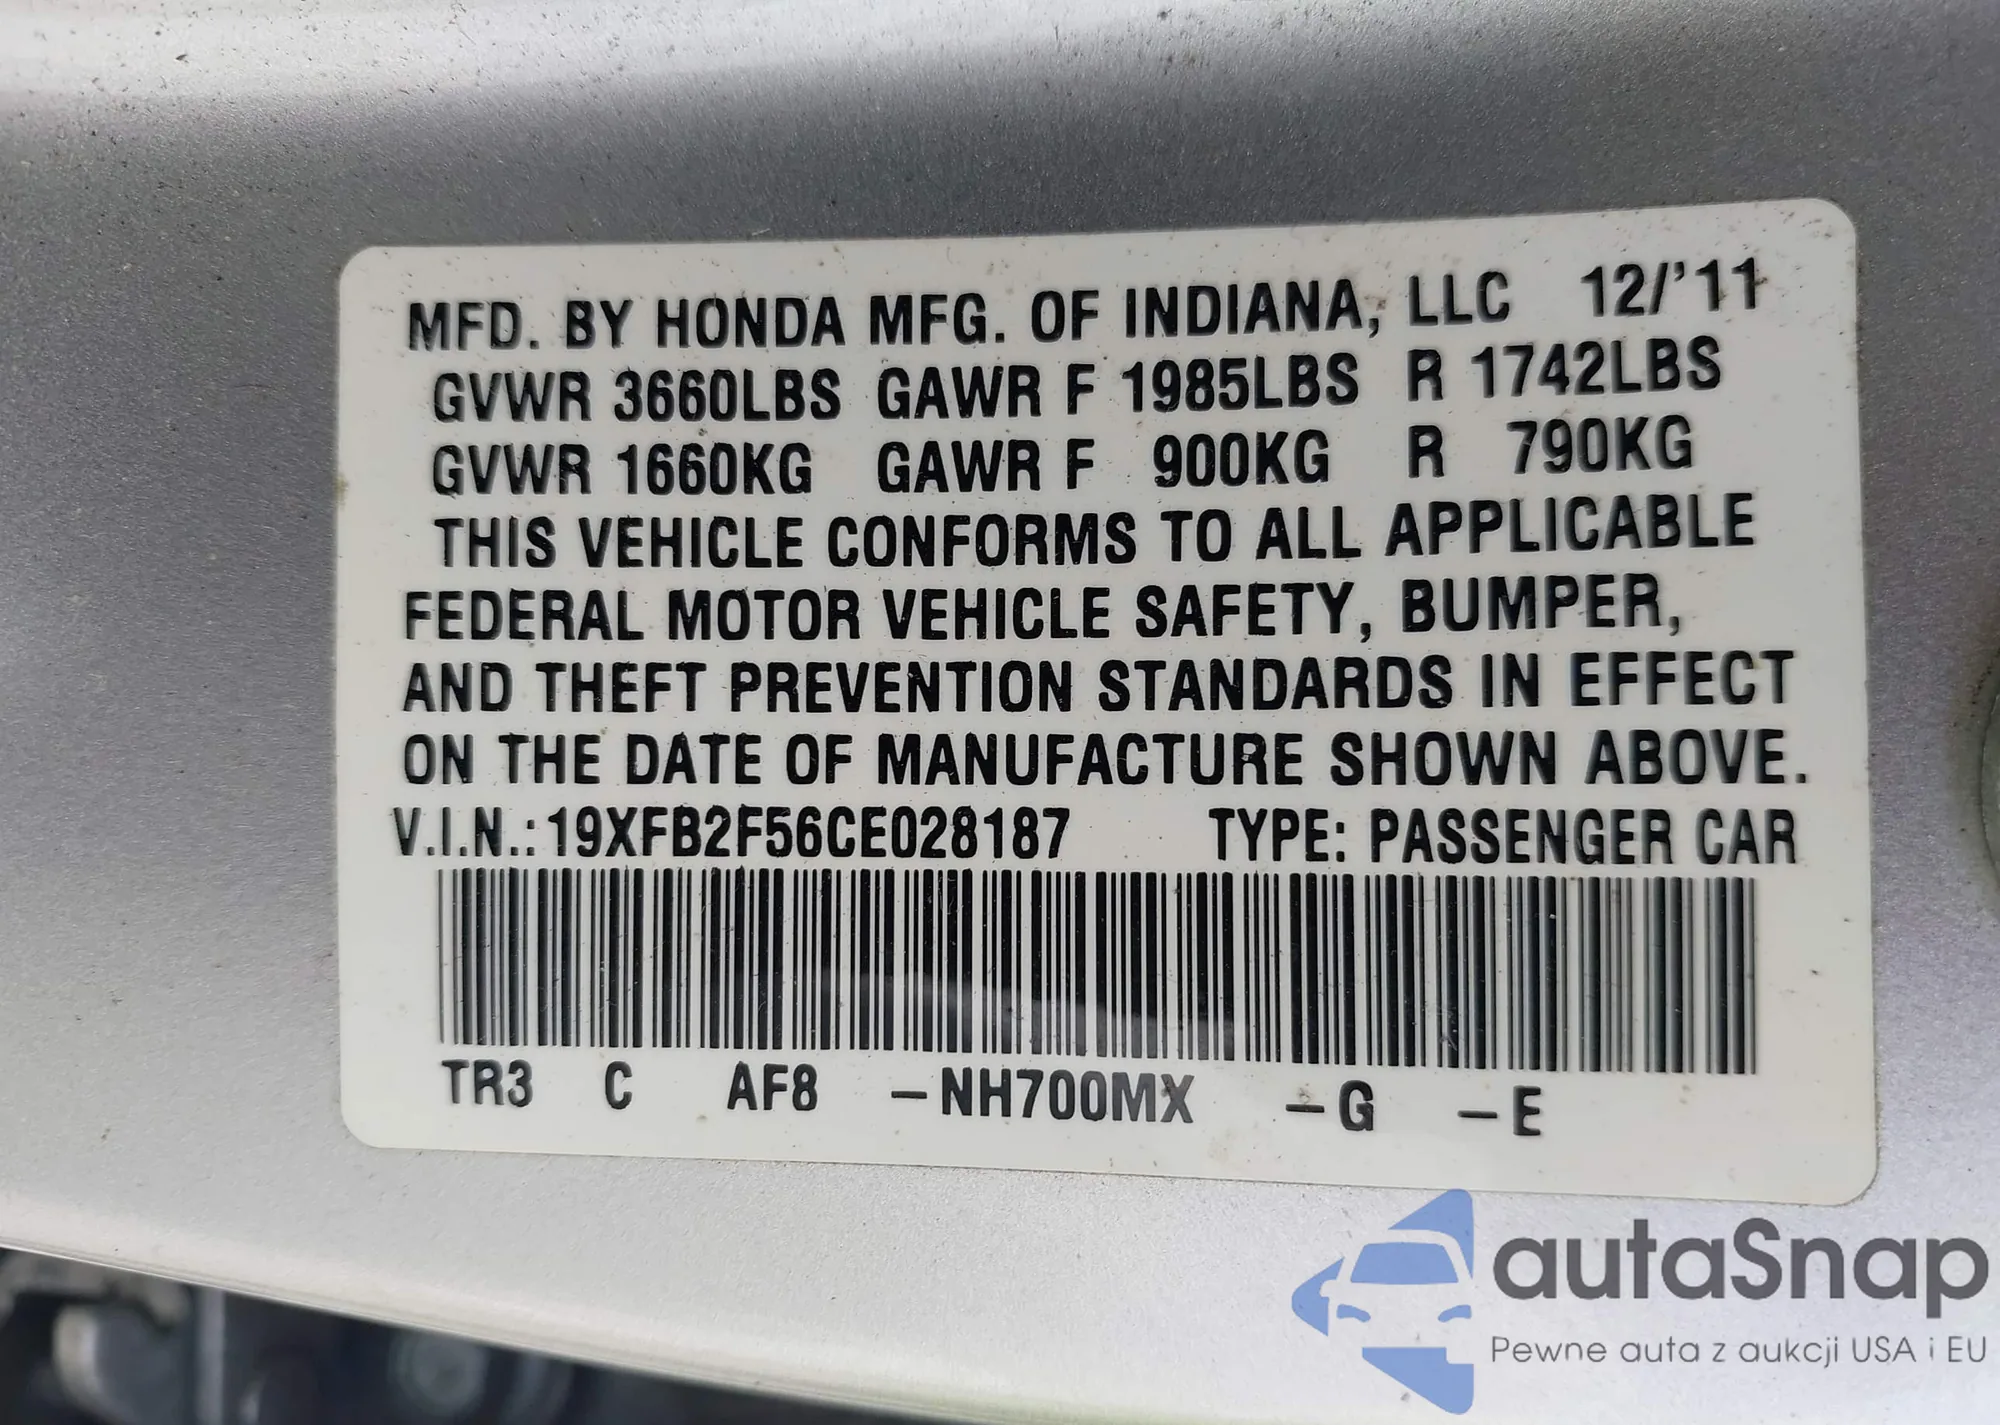 MFD. BY HONDA MFG. OF INDIANA, LLC 12/'11
GVWR 3660LBS GAWR F 1985LBS R 1742LBS
GVWR 1660KG GAWR F 900KG R 790KG
THIS VEHICLE CONFORMS TO ALL APPLICABLE
FEDERAL MOTOR VEHICLE SAFETY, BUMPER,
AND THEFT PREVENTION STANDARDS IN EFFECT
ON THE DATE OF MANUFACTURE SHOWN ABOVE.
V.I.N.:19XFB2F56CE028187 TYPE: PASSENGER CAR
TR3 C AF8 –NH700MX –G –E
autaSnap
Pewne auta z aukcji USA i EU